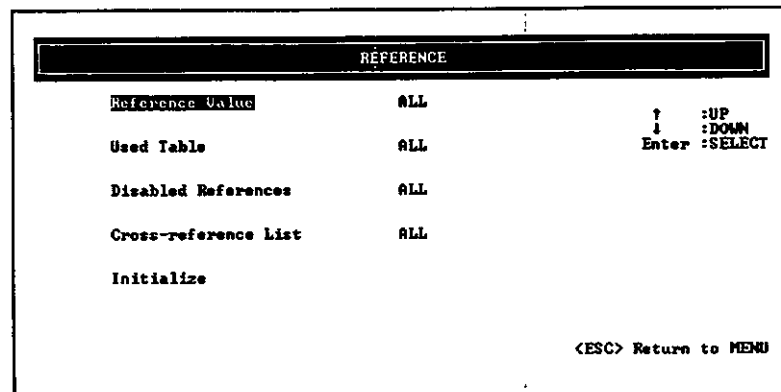 REFERENCE
Reference Value ALL
↑ :UP
↓ :DOWN
Used Table ALL
Enter :SELECT
Disabled References ALL
Cross-reference List ALL
Initialize
<ESC> Return to MENU